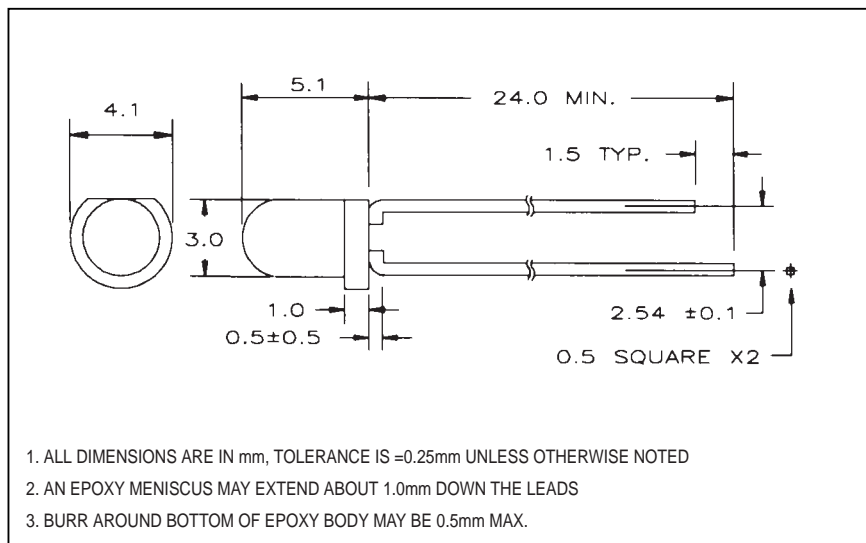 5.1
24.0 MIN.
4.1
1.5 TYP.
3.0
1.0
2.54 ±0.1
0.5±0.5
0.5 SQUARE X2
1. ALL DIMENSIONS ARE IN mm, TOLERANCE IS =0.25mm UNLESS OTHERWISE NOTED
2. AN EPOXY MENISCUS MAY EXTEND ABOUT 1.0mm DOWN THE LEADS
3. BURR AROUND BOTTOM OF EPOXY BODY MAY BE 0.5mm MAX.